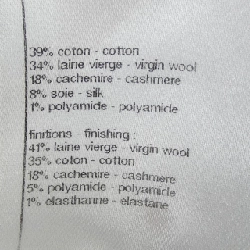 39% coton - cotton
34% laine vierge - virgin wool
18% cachemire - cashmere
8% soie - silk
1% polyamide - polyamide
finitions - finishing :
41% laine vierge - virgin wool
35% coton - cotton
18% cachemire - cashmere
5% polyamide - polyamide
1% elasthanne - elastane